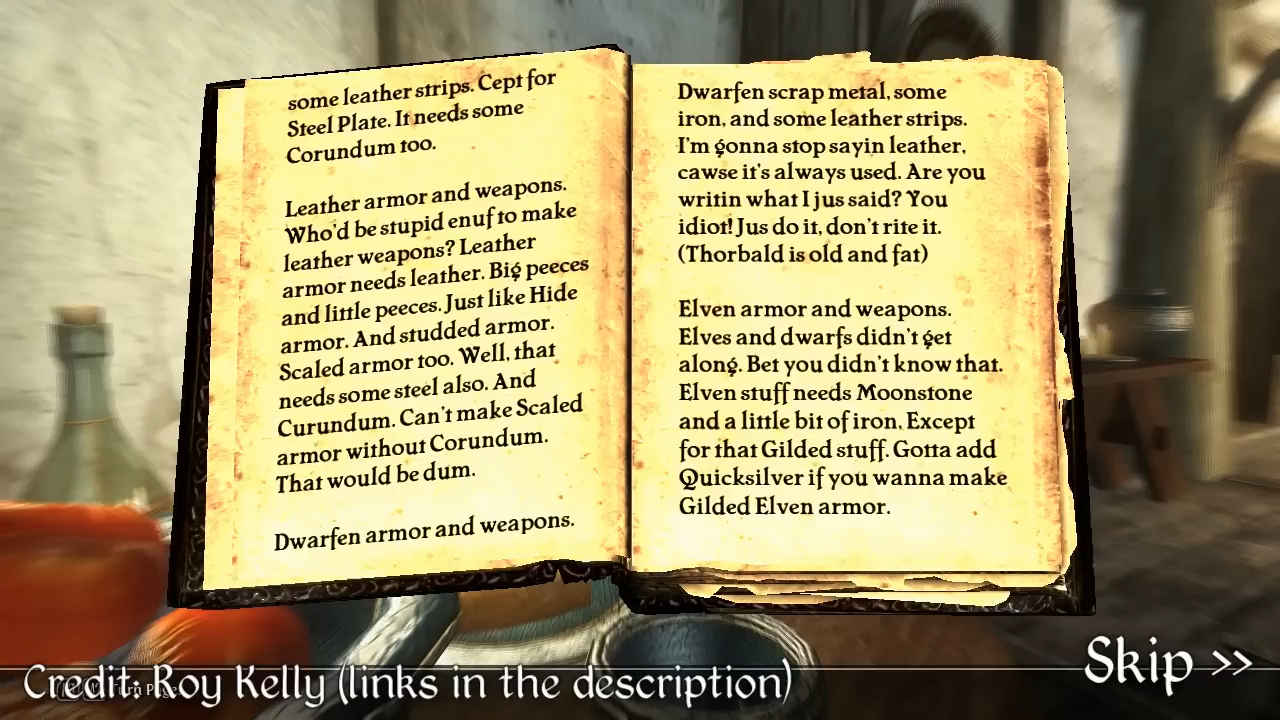 some leather strips. Cept for
Steel Plate. It needs some
Corundum too.
Leather armor and weapons.
Who'd be stupid enuf to make
leather weapons? Leather
armor needs leather. Big peeces
and little peeces. Just like Hide
armor. And studded armor.
Scaled armor too. Well, that
needs some steel also. And
Curundum. Can't make Scaled
armor without Corundum.
That would be dum.
Dwarfen armor and weapons.
Dwarfen scrap metal, some
iron, and some leather strips.
I'm gonna stop sayin leather,
cawse it's always used. Are you
writin what I jus said? You
idiot! Jus do it, don't rite it.
(Thorbald is old and fat)
Elven armor and weapons.
Elves and dwarfs didn't get
along. Bet you didn't know that.
Elven stuff needs Moonstone
and a little bit of iron. Except
for that Gilded stuff. Gotta add
Quicksilver if you wanna make
Gilded Elven armor.
Credit: Roy Kelly (links in the description)
Skip >>